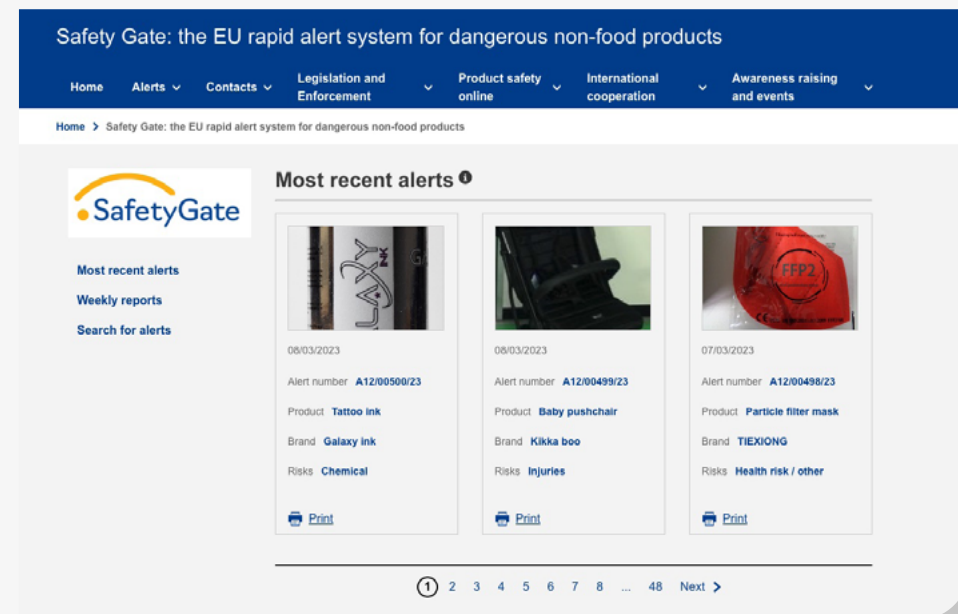 Safety Gate: the EU rapid alert system for dangerous non-food products
Home Alerts Contacts Legislation and Enforcement Product safety online International cooperation Awareness raising and events
Home > Safety Gate: the EU rapid alert system for dangerous non-food products
SafetyGate
Most recent alerts
Weekly reports
Search for alerts
Most recent alerts
GALAXY
INK
08/03/2023
Alert number A12/00500/23
Product Tattoo ink
Brand Galaxy ink
Risks Chemical
Print
08/03/2023
Alert number A12/00499/23
Product Baby pushchair
Brand Kikka boo
Risks Injuries
Print
FFP2
07/03/2023
Alert number A12/00498/23
Product Particle filter mask
Brand TIEXIONG
Risks Health risk / other
Print
1 2 3 4 5 6 7 8 ... 48 Next >